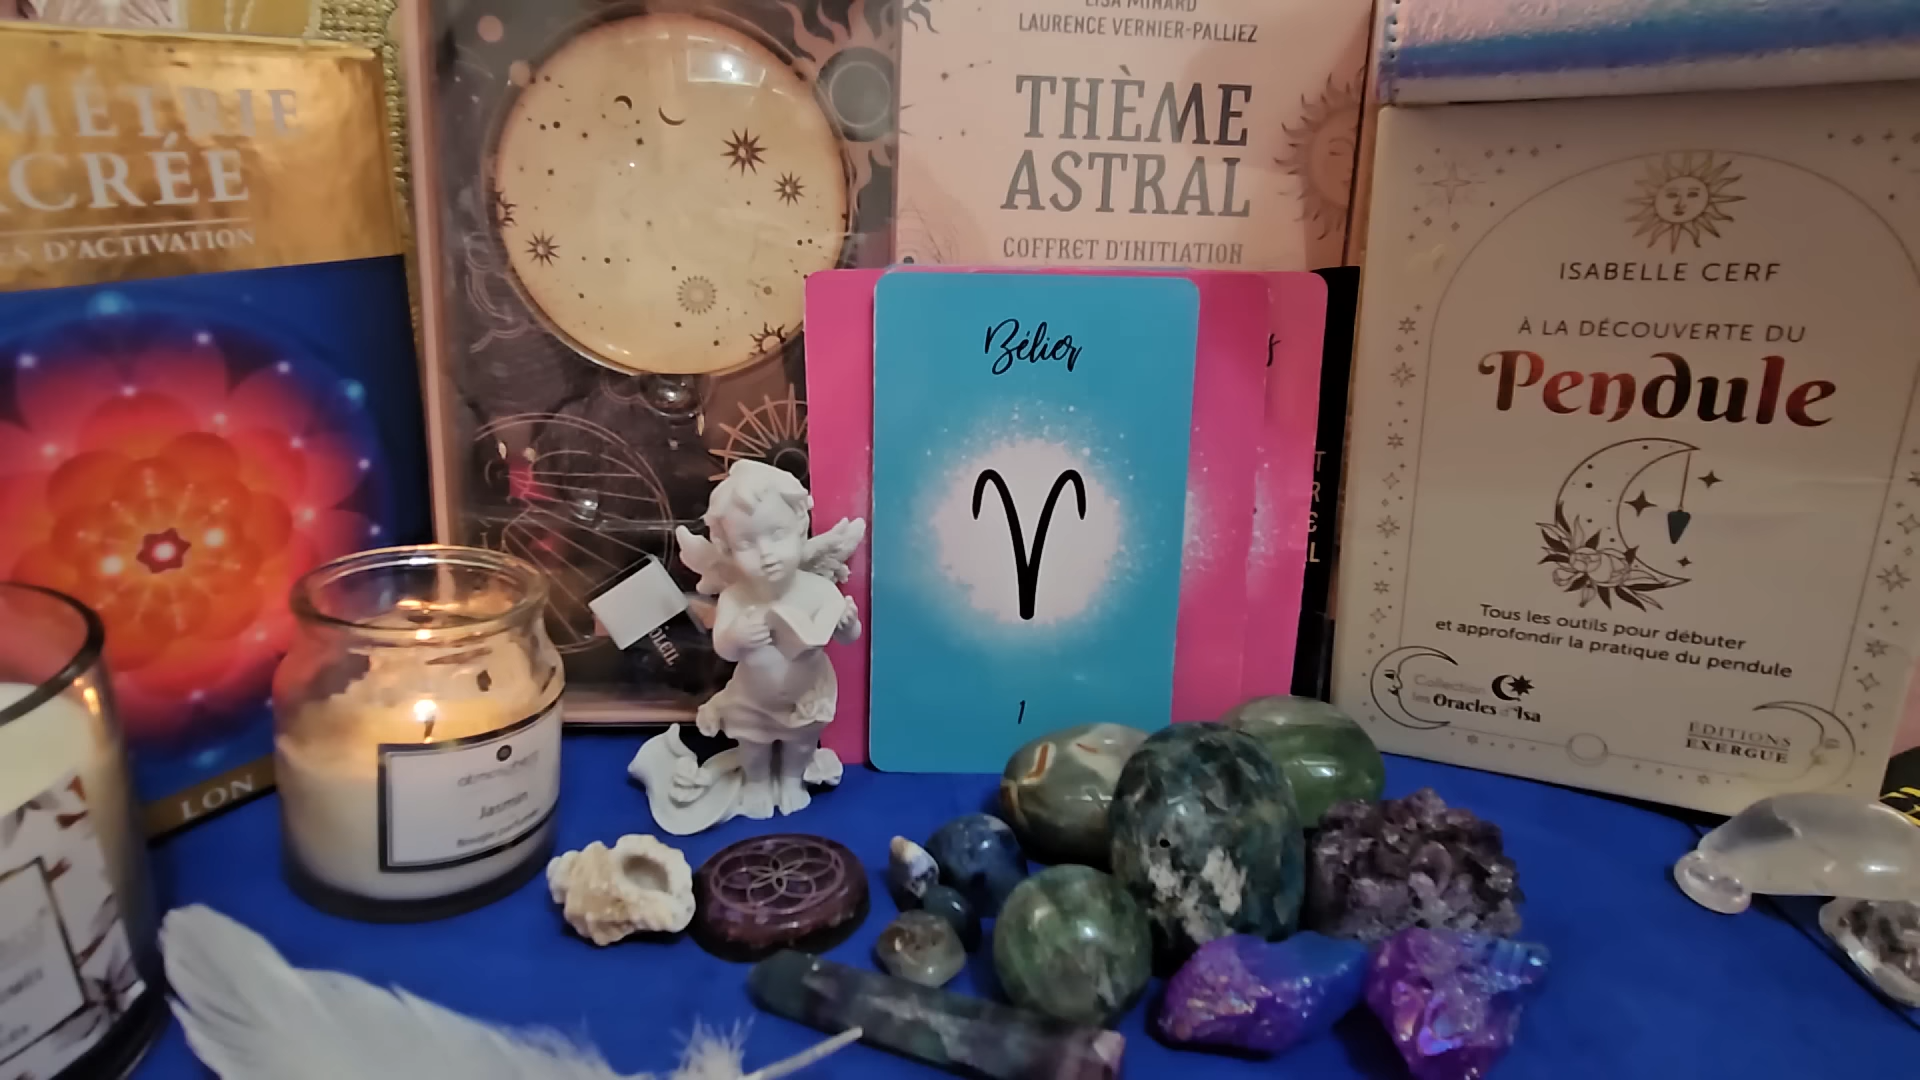 MÉTRIE
CRÉE
S D'ACTIVATION
LON
LAURENCE VERNIER-PALLIEZ
THÈME
ASTRAL
COFFRET D'INITIATION
Bélier
1
ISABELLE CERF
À LA DÉCOUVERTE DU
Pendule
Tous les outils pour débuter
et approfondir la pratique du pendule
Collection
les Oracles d'Isa
ÉDITIONS
EXERGUE
OLEIL
Jasmin